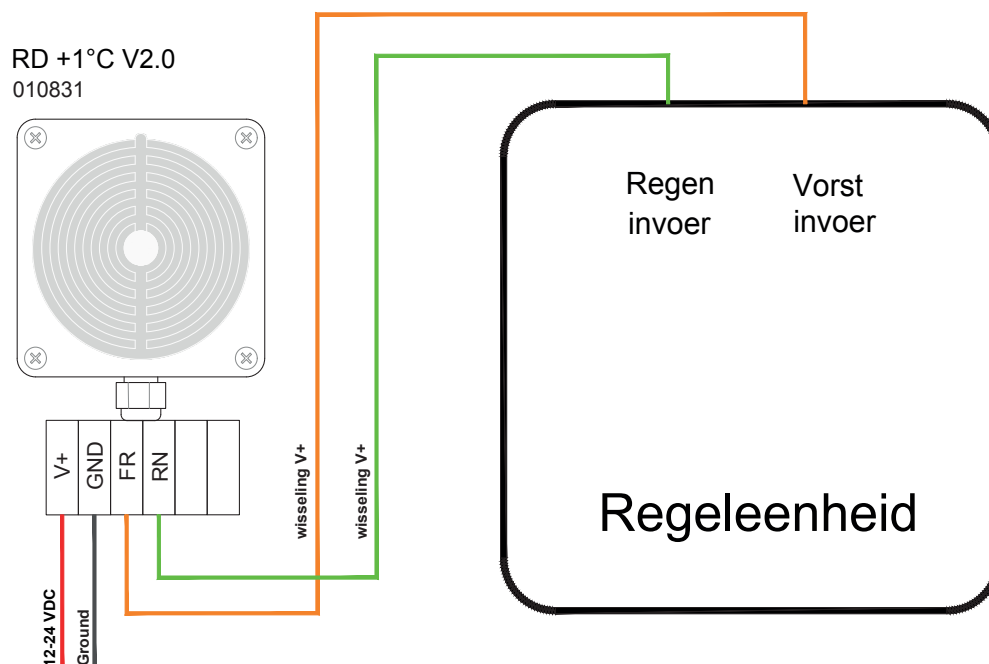 RD +1°C V2.0
010831
Regen
invoer
Vorst
invoer
V+
GND
FR
RN
wisseling V+
wisseling V+
Regeleenheid
12-24 VDC
Ground